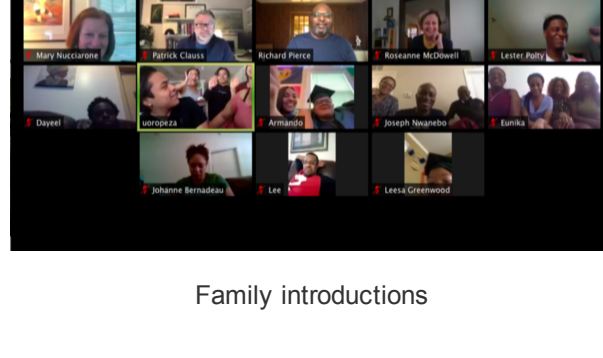 Mary Nucciarone
Patrick Clauss
Richard Pierce
Roseanne McDowell
Lester Polty
Dayeel
uoropeza
Armando
Joseph Nwanebo
Eunika
Johanne Bernadeau
Lee
Leesa Greenwood
Family introductions